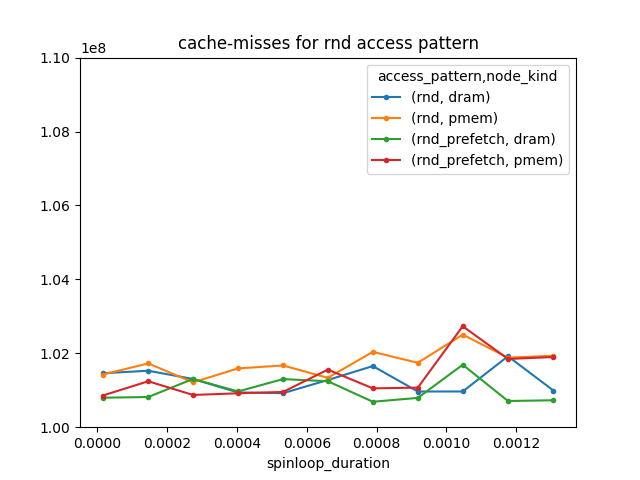 cache-misses for rnd access pattern
1e8
access_pattern,node_kind
(rnd, dram)
(rnd, pmem)
(rnd_prefetch, dram)
(rnd_prefetch, pmem)
1.10
1.08
1.06
1.04
1.02
1.00
0.0000 0.0002 0.0004 0.0006 0.0008 0.0010 0.0012
spinloop_duration